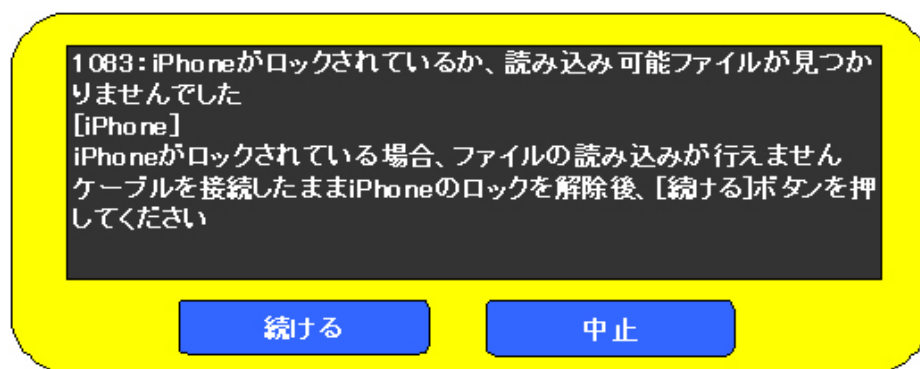 1083：iPhoneがロックされているか、読み込み可能ファイルが見つか
りませんでした
[iPhone]
iPhoneがロックされている場合、ファイルの読み込みが行えません
ケーブルを接続したままiPhoneのロックを解除後、[続ける]ボタンを押
してください
続ける
中止